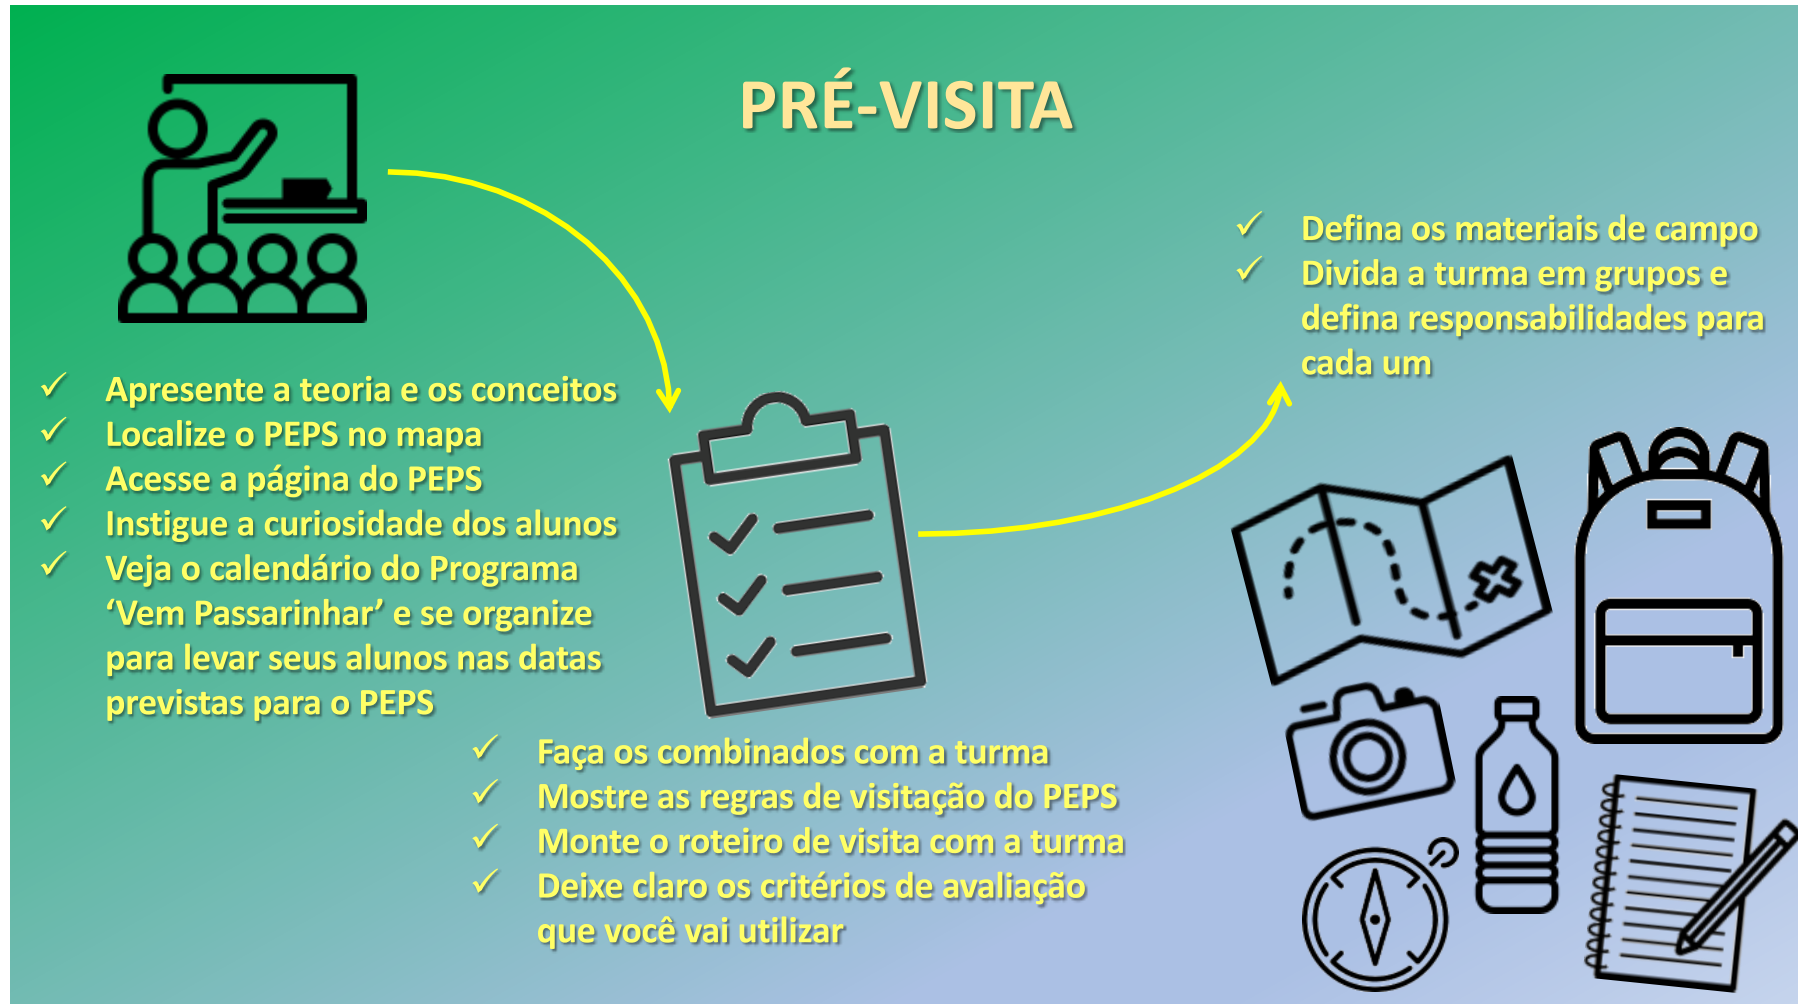 PRÉ-VISITA
Apresente a teoria e os conceitos
Localize o PEPS no mapa
Acesse a página do PEPS
Instigue a curiosidade dos alunos
Veja o calendário do Programa
‘Vem Passarinhar’ e se organize
para levar seus alunos nas datas
previstas para o PEPS
Faça os combinados com a turma
Mostre as regras de visitação do PEPS
Monte o roteiro de visita com a turma
Deixe claro os critérios de avaliação
que você vai utilizar
Defina os materiais de campo
Divida a turma em grupos e
defina responsabilidades para
cada um